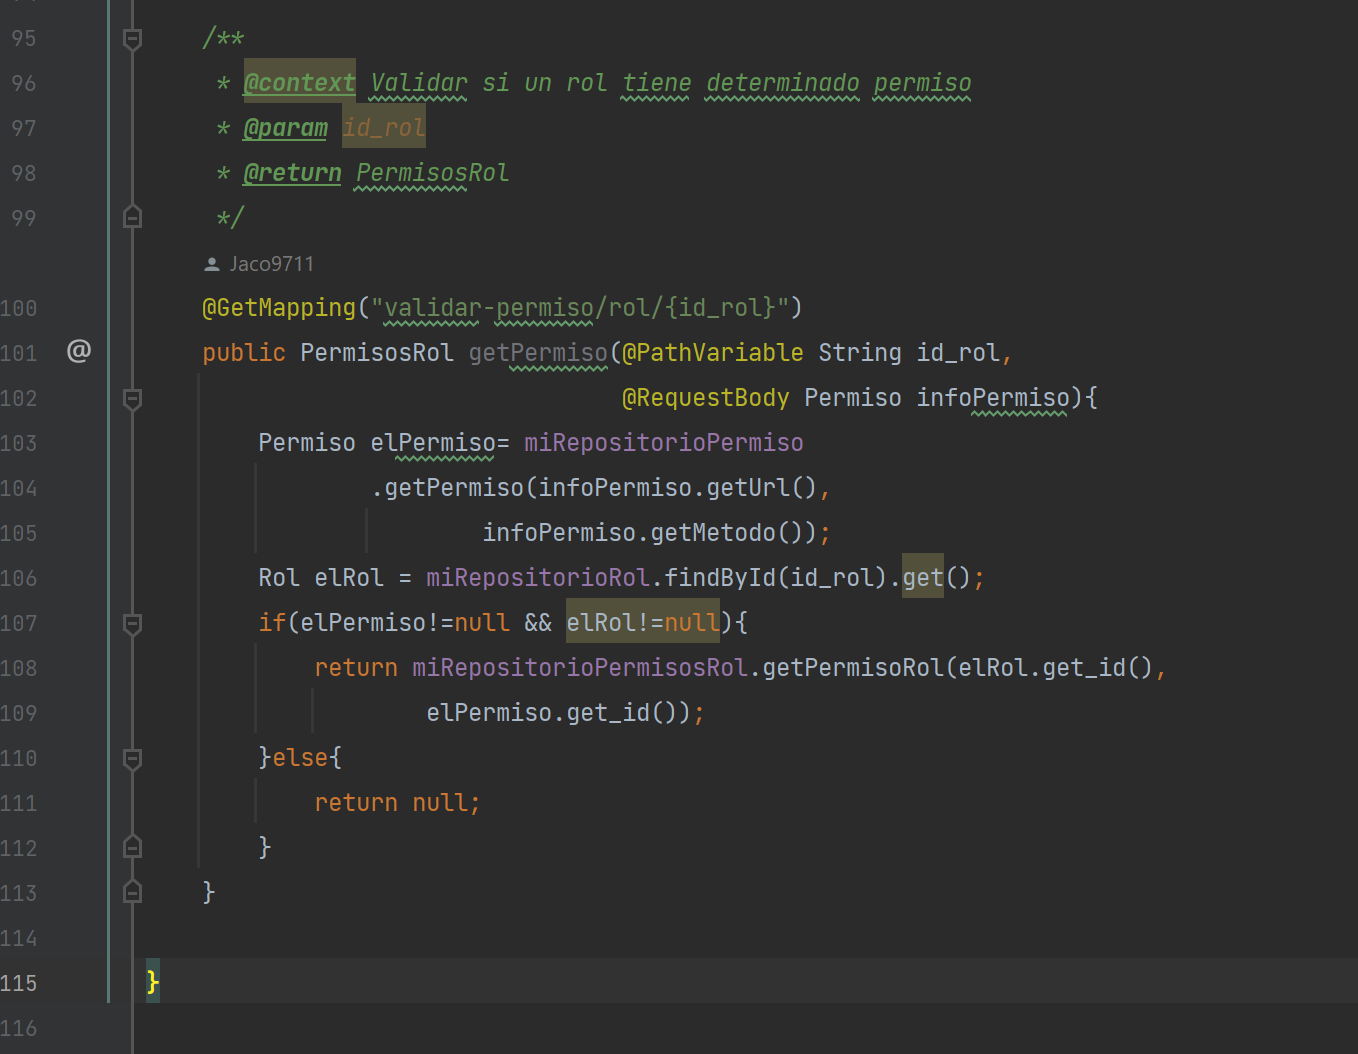 95 /**
96 * @context Validar si un rol tiene determinado permiso
97 * @param id_rol
98 * @return PermisosRol
99 */
Jaco9711
100 @GetMapping("validar-permiso/rol/{id_rol}")
101 @ public PermisosRol getPermiso(@PathVariable String id_rol,
102 @RequestBody Permiso infoPermiso){
103 Permiso elPermiso= miRepositorioPermiso
104 .getPermiso(infoPermiso.getUrl(),
105 infoPermiso.getMetodo());
106 Rol elRol = miRepositorioRol.findById(id_rol).get();
107 if(elPermiso!=null && elRol!=null){
108 return miRepositorioPermisosRol.getPermisoRol(elRol.get_id(),
109 elPermiso.get_id());
110 }else{
111 return null;
112 }
113 }
114
115 }
116